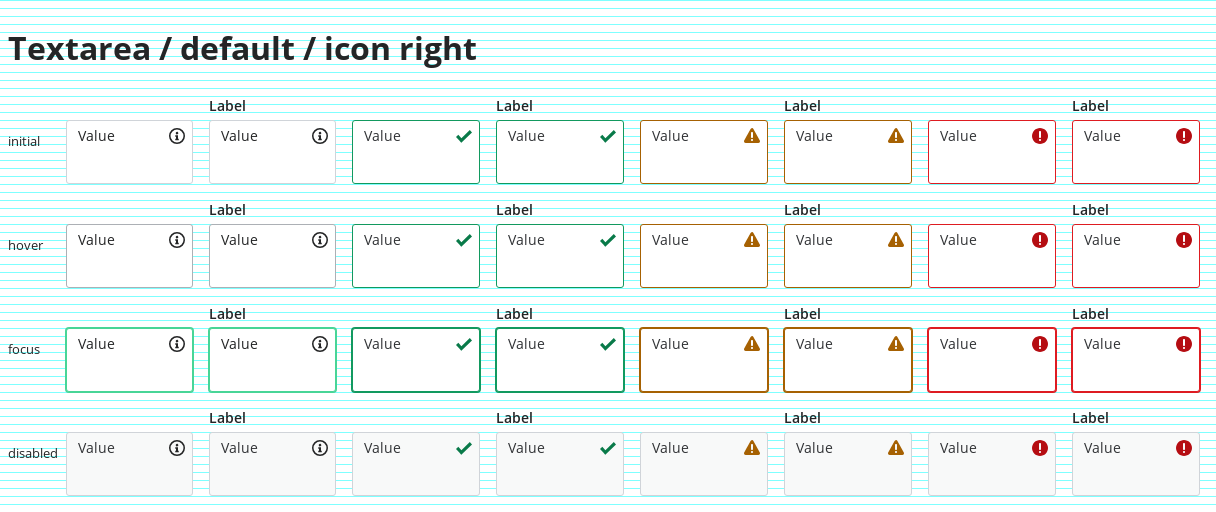 Textarea / default / icon right
Label Label Label Label
initial Value Value Value Value Value Value Value Value
Label Label Label Label
hover Value Value Value Value Value Value Value Value
Label Label Label Label
focus Value Value Value Value Value Value Value Value
Label Label Label Label
disabled Value Value Value Value Value Value Value Value